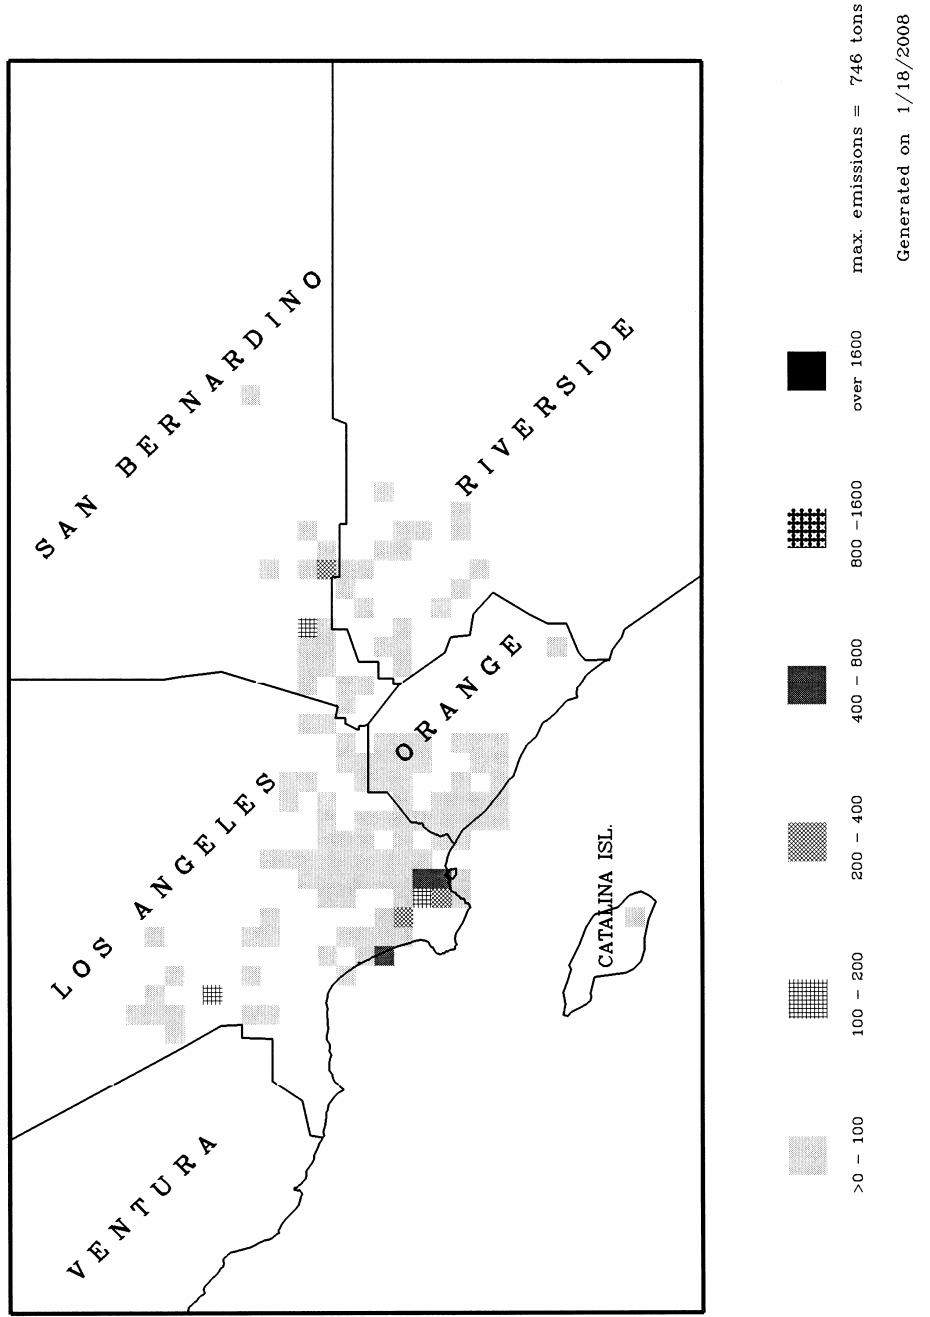 SAN BERNARDINO
RIVERSIDE
LOS ANGELES
ORANGE
VENTURA
CATALINA ISL.
>0 - 100
100 - 200
200 - 400
400 - 800
800 -1600
over 1600
max. emissions = 746 tons
Generated on 1/18/2008